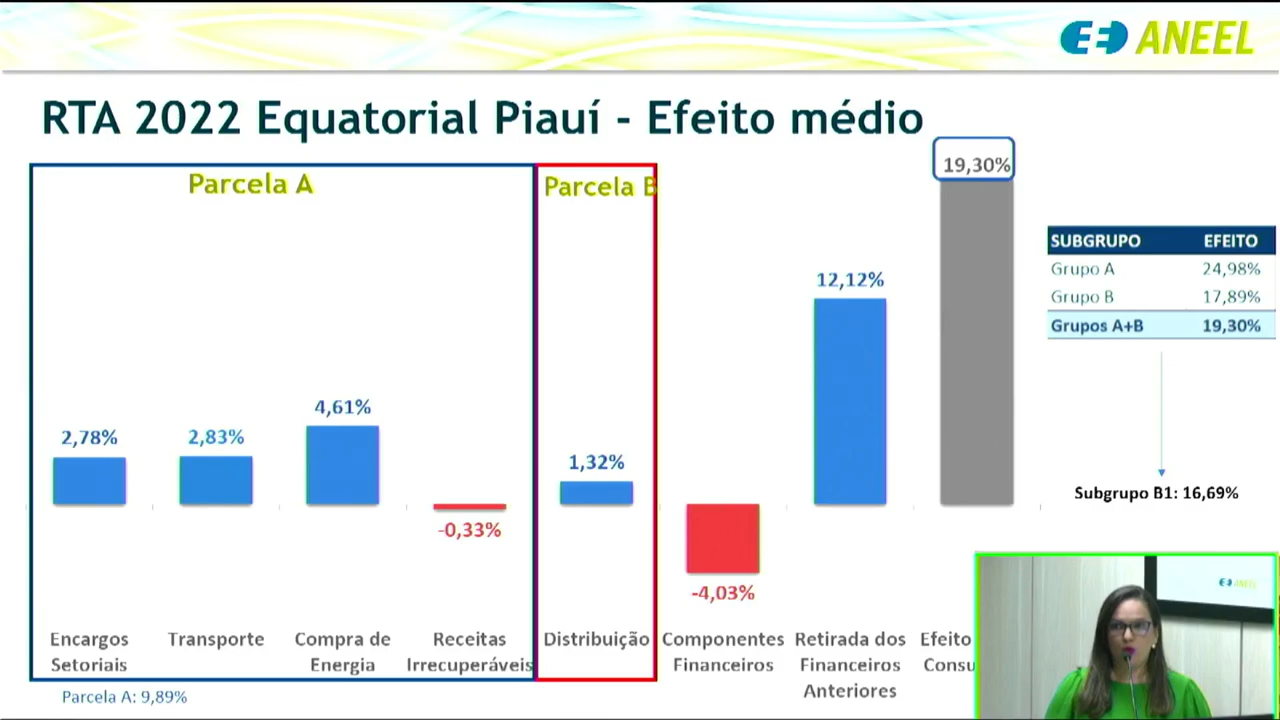 ANEEL
RTA 2022 Equatorial Piauí - Efeito médio
Parcela A
Parcela B
19,30%
12,12%
4,61%
2,78%
2,83%
1,32%
-0,33%
-4,03%
SUBGRUPO EFEITO
Grupo A 24,98%
Grupo B 17,89%
Grupos A+B 19,30%
Subgrupo B1: 16,69%
Encargos
Setoriais
Transporte
Compra de
Energia
Receitas
Irrecuperáveis
Distribuição
Componentes
Financeiros
Retirada dos
Financeiros
Anteriores
Efeito
Consu
Parcela A: 9,89%
ANEEL